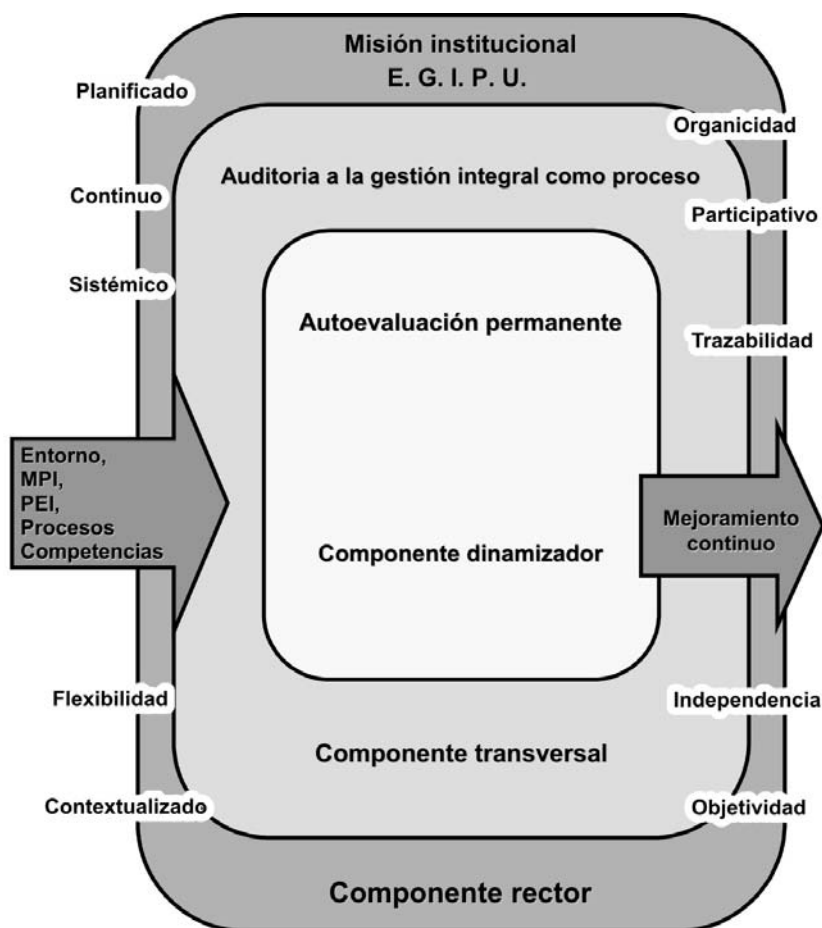 Misión institucional
E. G. I. P. U.
Planificado
Organicidad
Auditoria a la gestión integral como proceso
Continuo
Participativo
Sistémico
Autoevaluación permanente
Trazabilidad
Entorno,
MPI,
PEI,
Procesos
Competencias
Mejoramiento
continuo
Componente dinamizador
Flexibilidad
Independencia
Componente transversal
Contextualizado
Objetividad
Componente rector